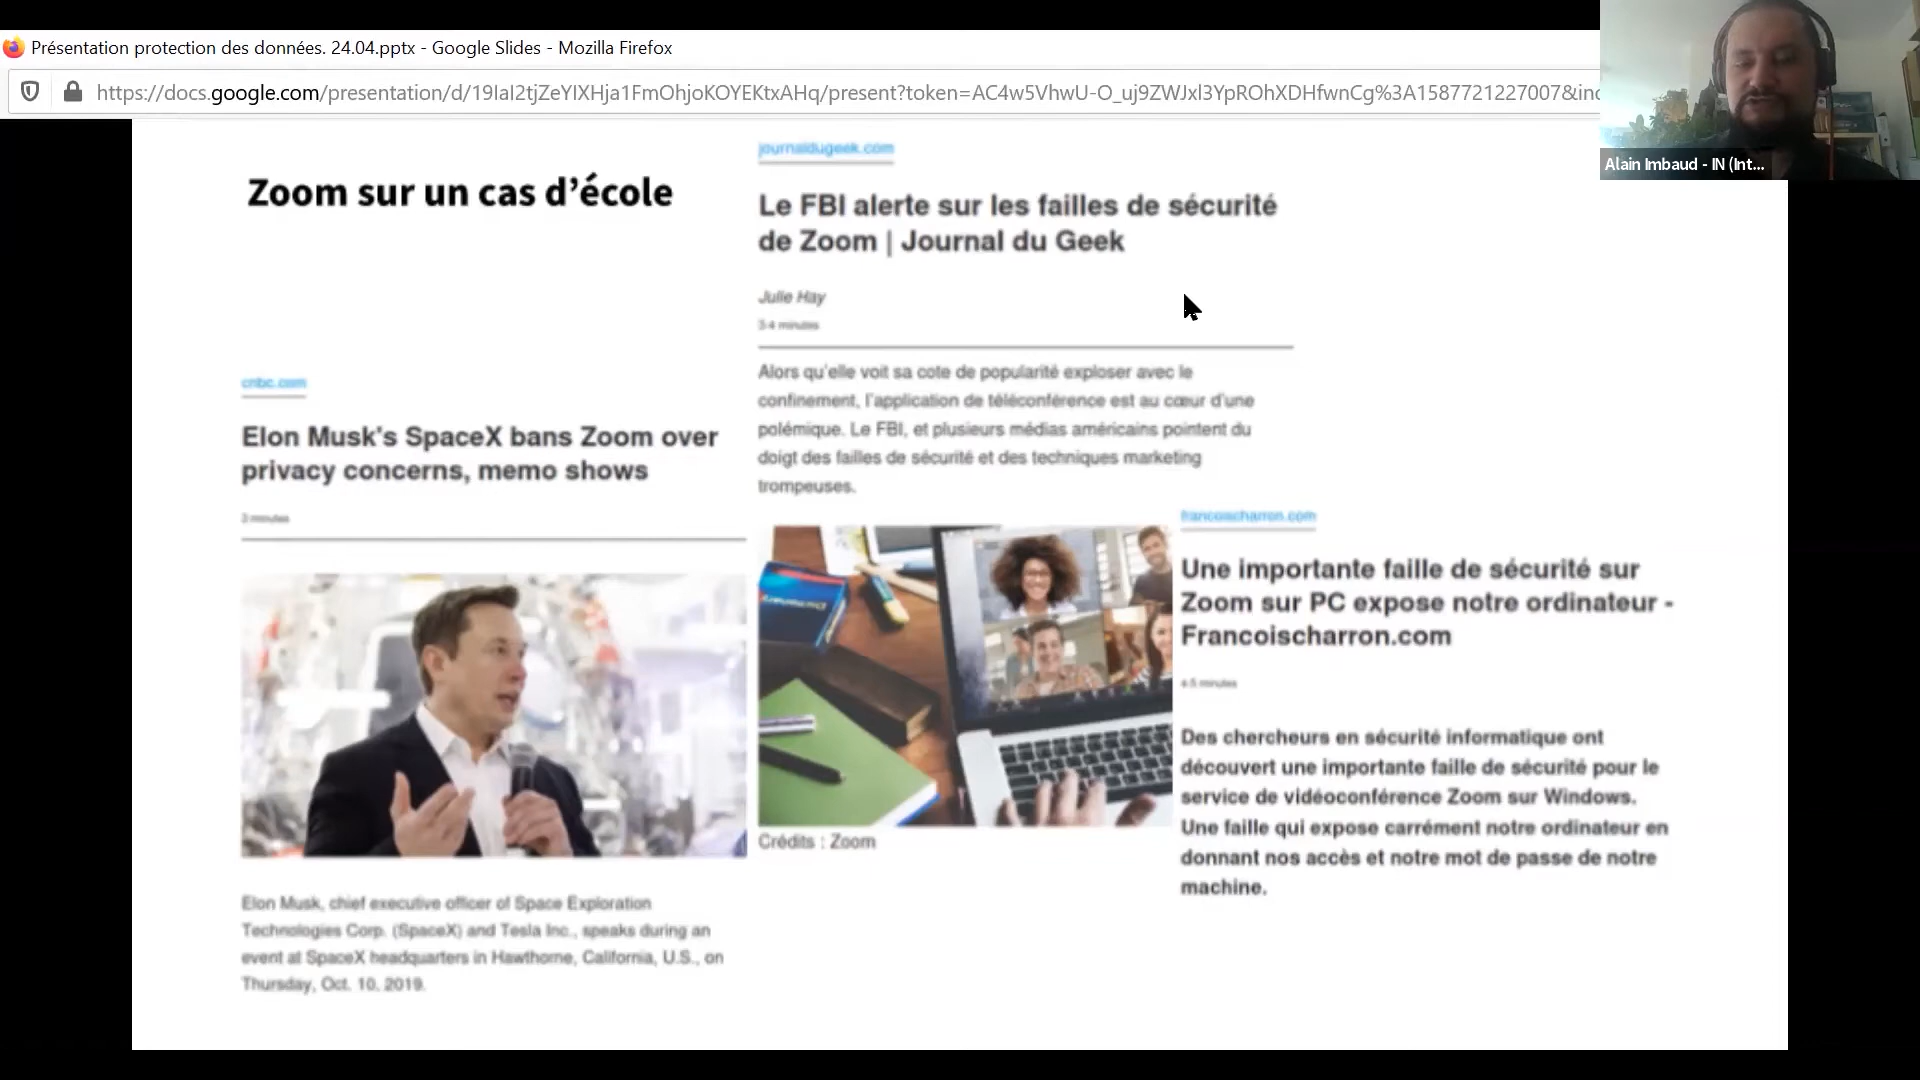 Présentation protection des données. 24.04.pptx - Google Slides - Mozilla Firefox
https://docs.google.com/presentation/d/19IaI2tjZeYIXHja1FmOhjoKOYEKtxAHq/present?token=AC4w5VhwU-O_uj9ZWJxl3YpROhXDHfwnCg%3A1587721227007&inc
Alain Imbaud - IN (Int...
Zoom sur un cas d’école
journaldugeek.com
Le FBI alerte sur les failles de sécurité
de Zoom | Journal du Geek
Julie Hay
3-4 minutes
Alors qu'elle voit sa cote de popularité exploser avec le
confinement, l'application de téléconférence est au cœur d'une
polémique. Le FBI, et plusieurs médias américains pointent du
doigt des failles de sécurité et des techniques marketing
trompeuses.
Crédits : Zoom
cnbc.com
Elon Musk's SpaceX bans Zoom over
privacy concerns, memo shows
3 minutes
Elon Musk, chief executive officer of Space Exploration
Technologies Corp. (SpaceX) and Tesla Inc., speaks during an
event at SpaceX headquarters in Hawthorne, California, U.S., on
Thursday, Oct. 10, 2019.
francoischarron.com
Une importante faille de sécurité sur
Zoom sur PC expose notre ordinateur -
Francoischarron.com
4-5 minutes
Des chercheurs en sécurité informatique ont
découvert une importante faille de sécurité pour le
service de vidéoconférence Zoom sur Windows.
Une faille qui expose carrément notre ordinateur en
donnant nos accès et notre mot de passe de notre
machine.